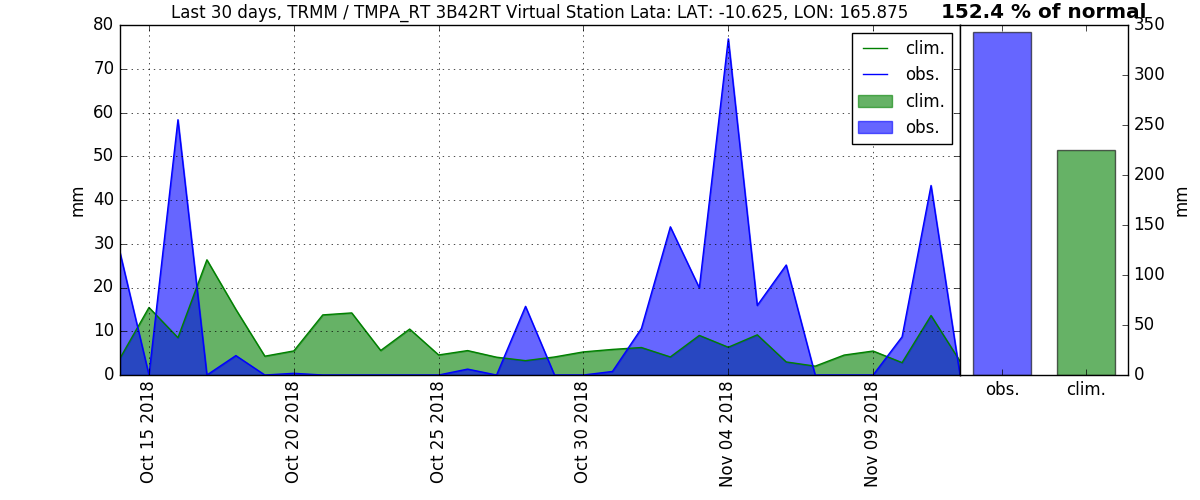 Last 30 days, TRMM / TMPA_RT 3B42RT Virtual Station Lata: LAT: -10.625, LON: 165.875
152.4 % of normal
80
70
60
50
40
30
20
10
0
mm
clim.
obs.
clim.
obs.
350
300
250
200
150
100
50
0
mm
obs.
clim.
Oct 15 2018
Oct 20 2018
Oct 25 2018
Oct 30 2018
Nov 04 2018
Nov 09 2018